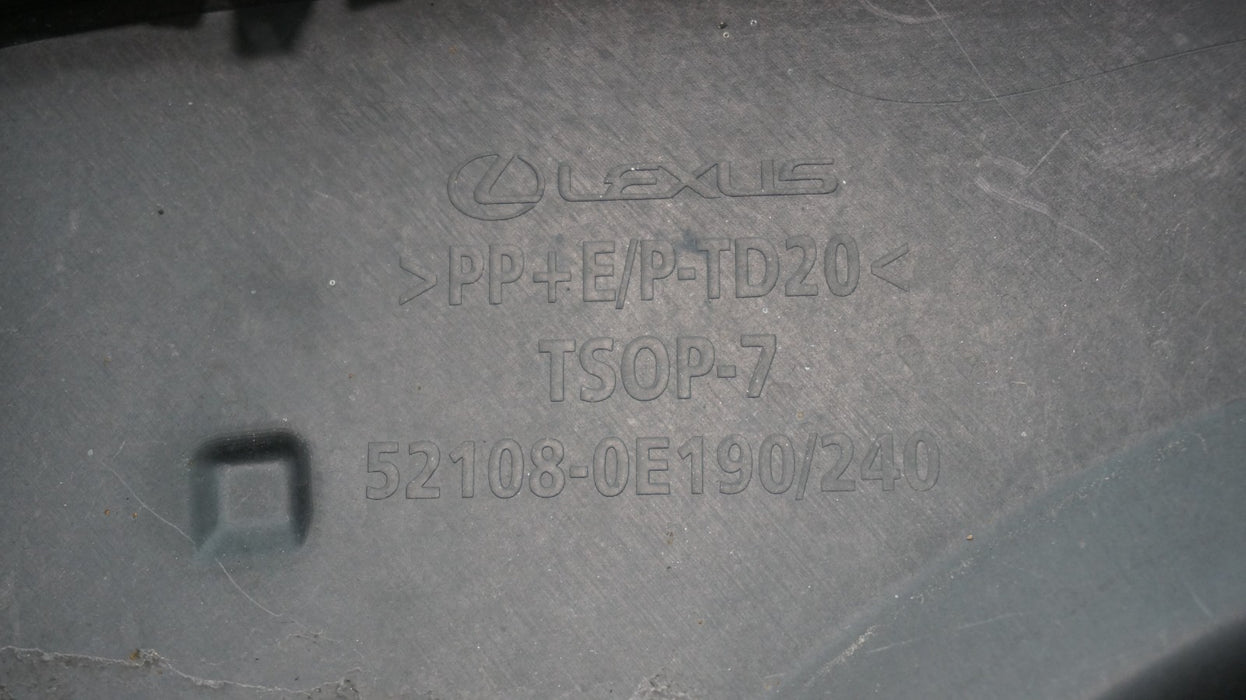 LEXUS
>PP+E/P-TD20<
TSOP-7
52108-0E190/240